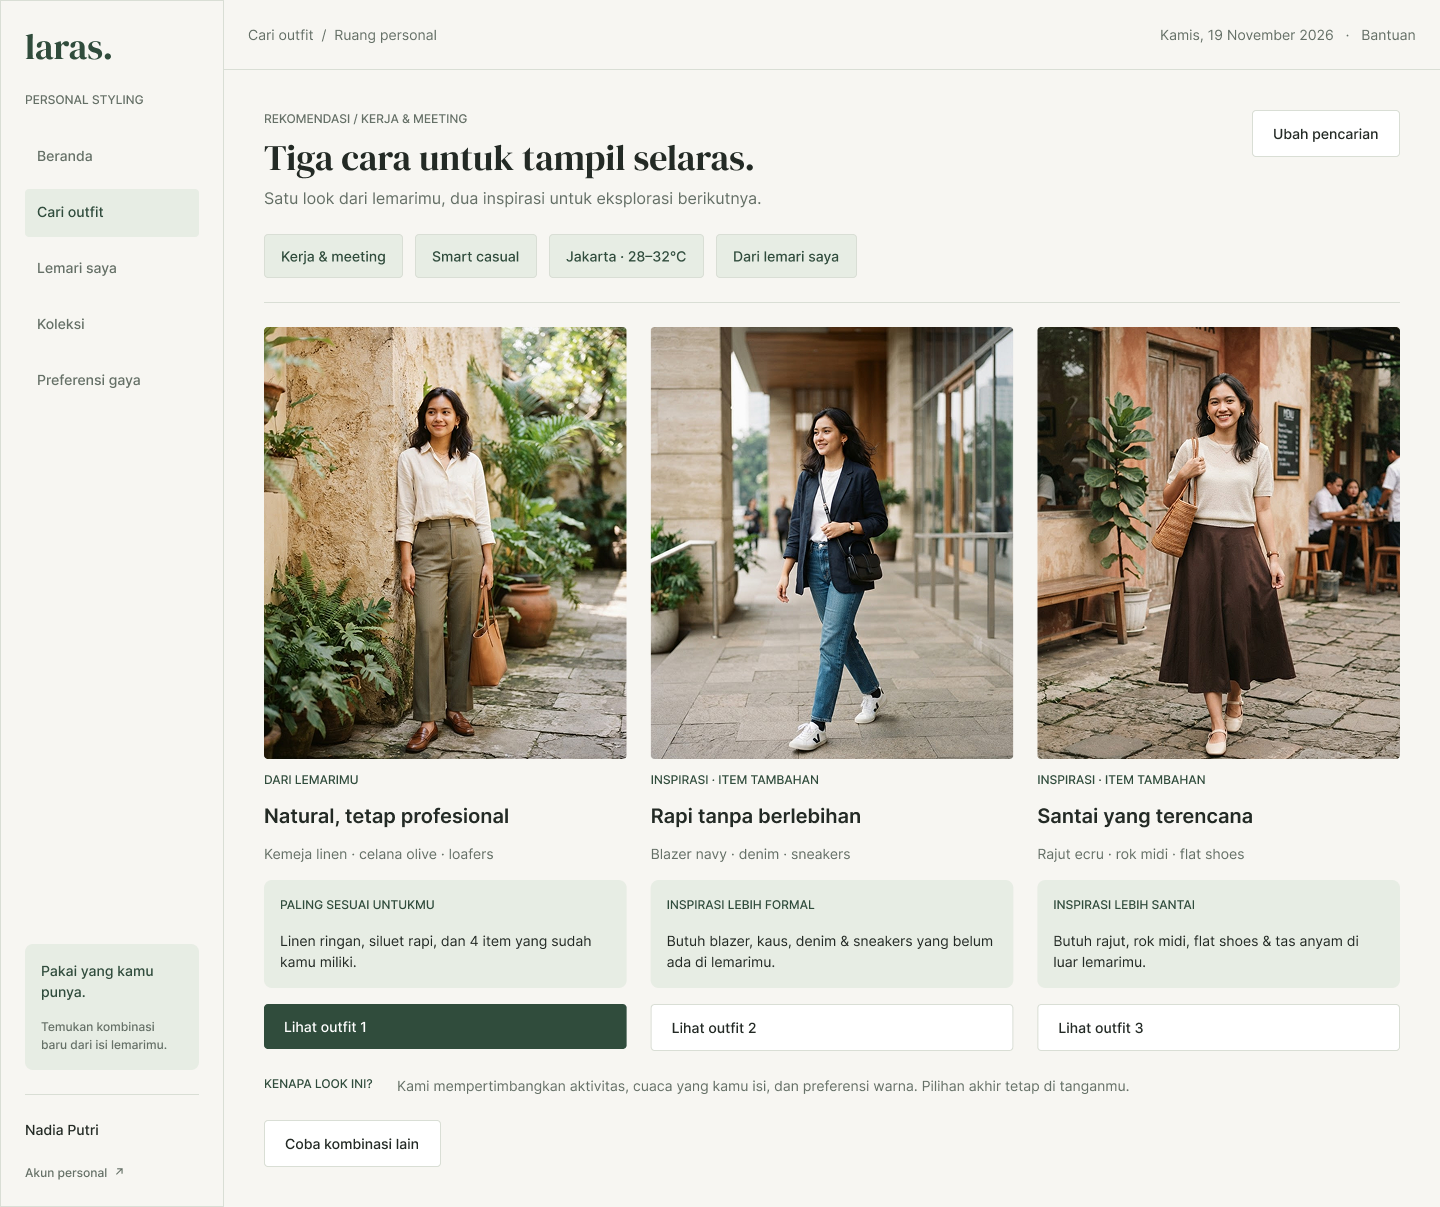 laras.
PERSONAL STYLING
Beranda
Cari outfit
Lemari saya
Koleksi
Preferensi gaya
Pakai yang kamu
punya.
Temukan kombinasi
baru dari isi lemarimu.
Nadia Putri
Akun personal ↗
Cari outfit / Ruang personal
Kamis, 19 November 2026 · Bantuan
REKOMENDASI / KERJA & MEETING
Tiga cara untuk tampil selaras.
Satu look dari lemarimu, dua inspirasi untuk eksplorasi berikutnya.
Ubah pencarian
Kerja & meeting
Smart casual
Jakarta · 28–32°C
Dari lemari saya
MENU
DARI LEMARIMU
Natural, tetap profesional
Kemeja linen · celana olive · loafers
PALING SESUAI UNTUKMU
Linen ringan, siluet rapi, dan 4 item yang sudah
kamu miliki.
Lihat outfit 1
INSPIRASI · ITEM TAMBAHAN
Rapi tanpa berlebihan
Blazer navy · denim · sneakers
INSPIRASI LEBIH FORMAL
Butuh blazer, kaus, denim & sneakers yang belum
ada di lemarimu.
Lihat outfit 2
INSPIRASI · ITEM TAMBAHAN
Santai yang terencana
Rajut ecru · rok midi · flat shoes
INSPIRASI LEBIH SANTAI
Butuh rajut, rok midi, flat shoes & tas anyam di
luar lemarimu.
Lihat outfit 3
KENAPA LOOK INI?
Kami mempertimbangkan aktivitas, cuaca yang kamu isi, dan preferensi warna. Pilihan akhir tetap di tanganmu.
Coba kombinasi lain